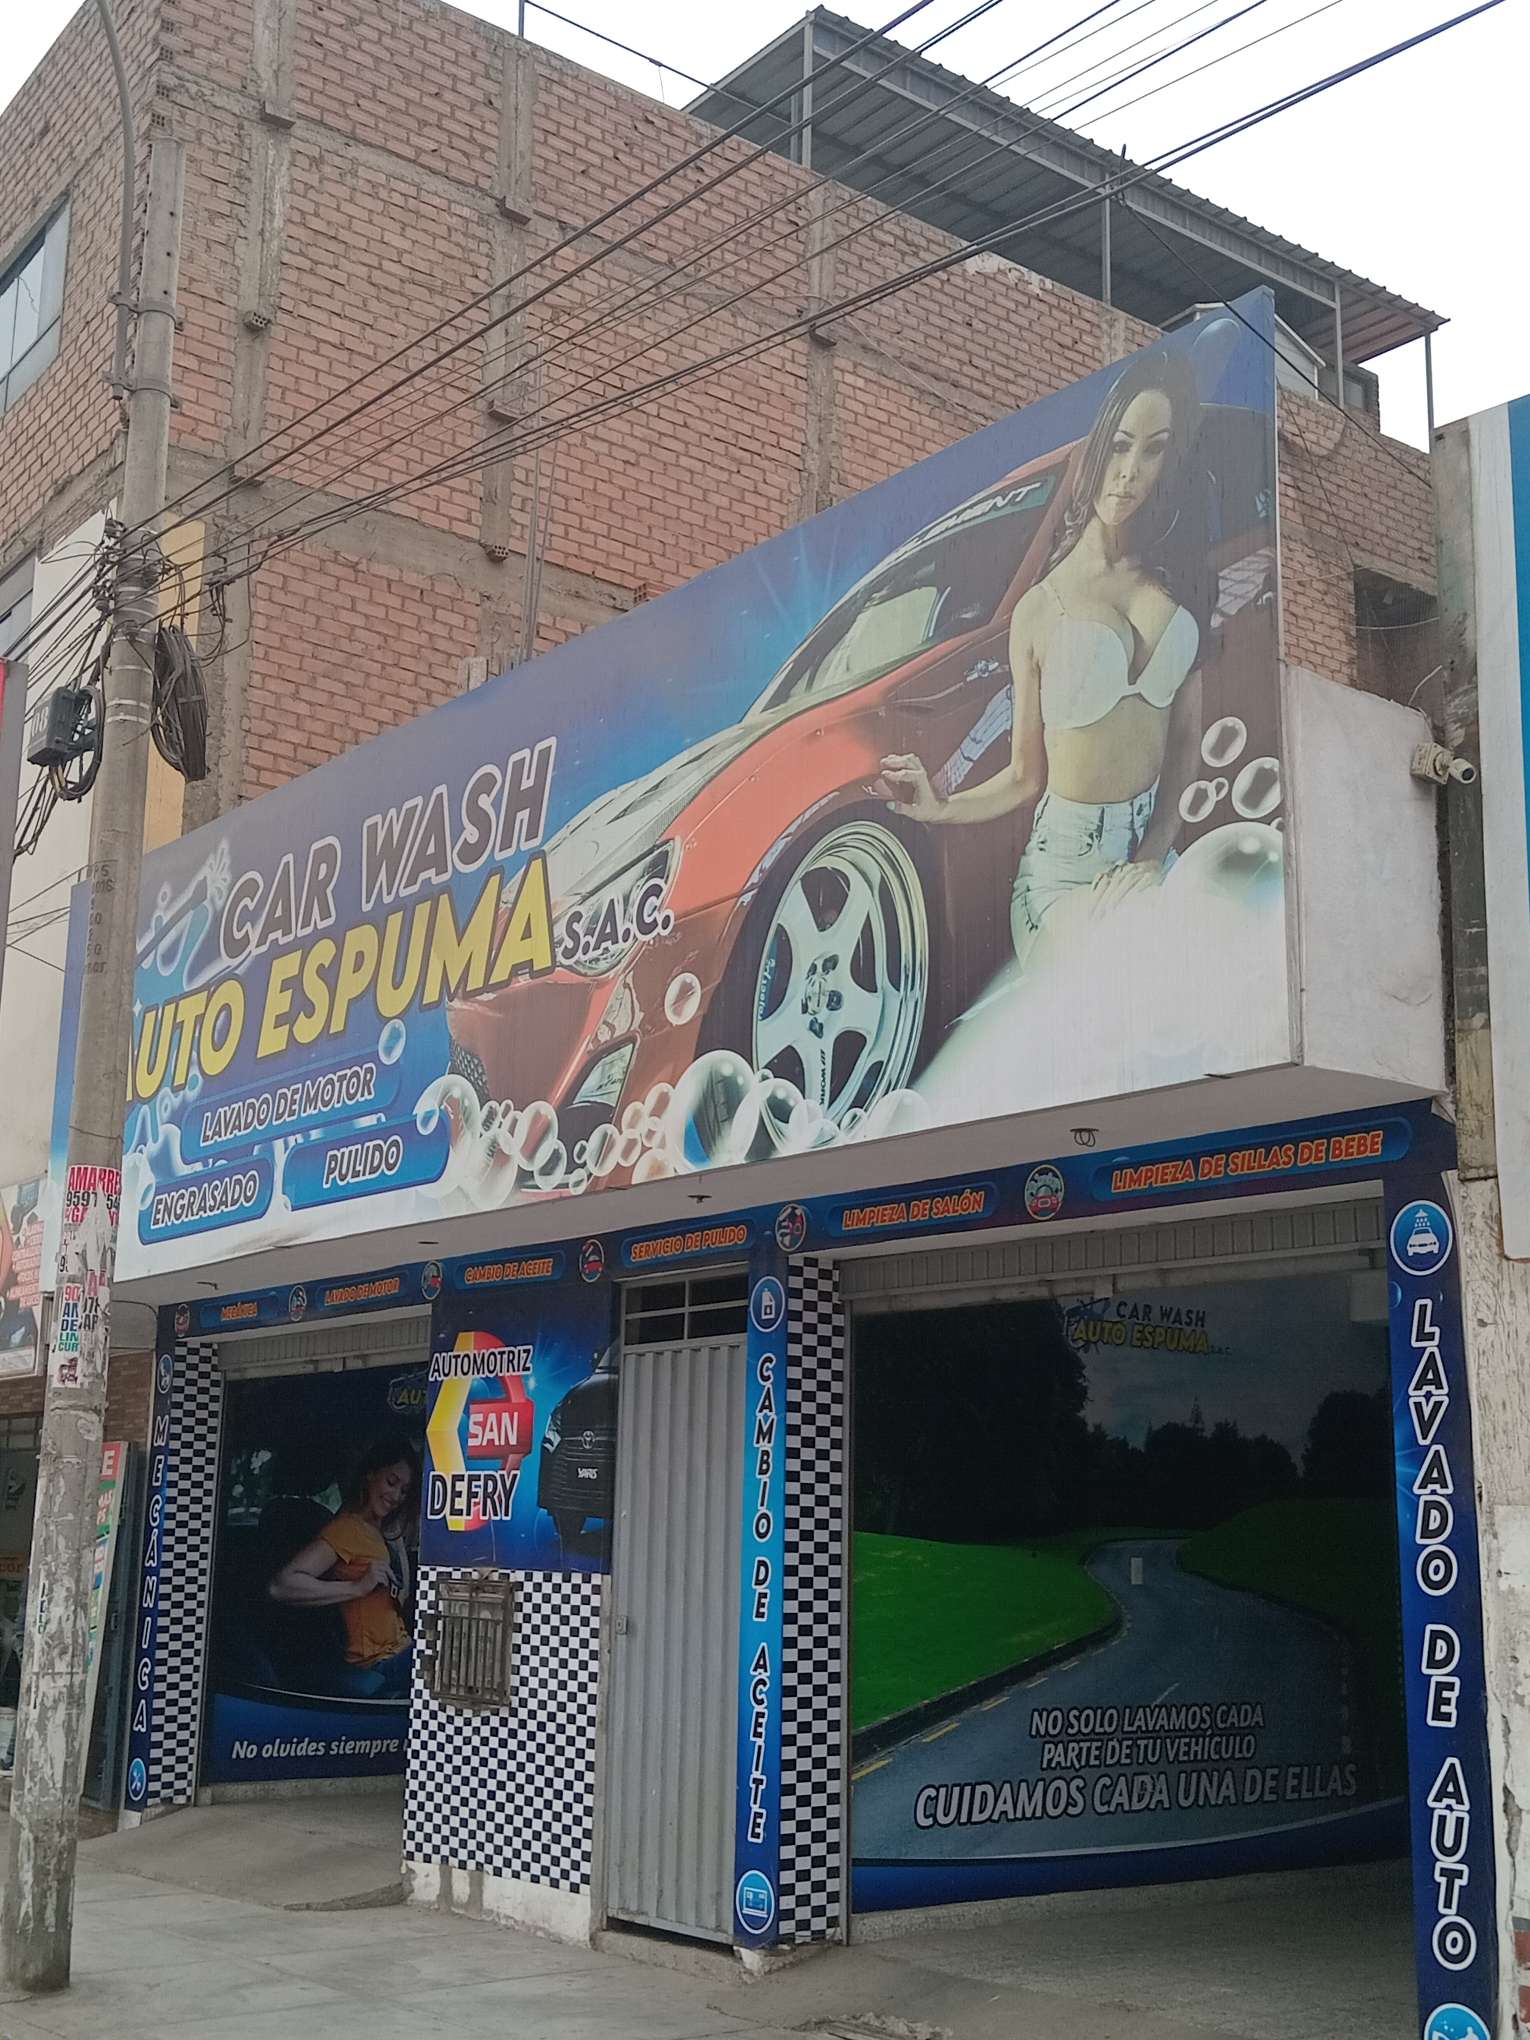 CAR WASH
AUTO ESPUMA S.A.C.
LAVADO DE MOTOR
ENGRASADO
PULIDO
MECÁNICA
LAVADO DE MOTOR
CAMBIO DE ACEITE
SERVICIO DE PULIDO
LIMPIEZA DE SALÓN
LIMPIEZA DE SILLAS DE BEBE
MECANICA
AUTOMOTRIZ
SAN
DEFRY
YARIS
CAMBIO DE ACEITE
CAR WASH
AUTO ESPUMA S.A.C.
LAVADO DE AUTO
No olvides siempre
NO SOLO LAVAMOS CADA
PARTE DE TU VEHÍCULO
CUIDAMOS CADA UNA DE ELLAS